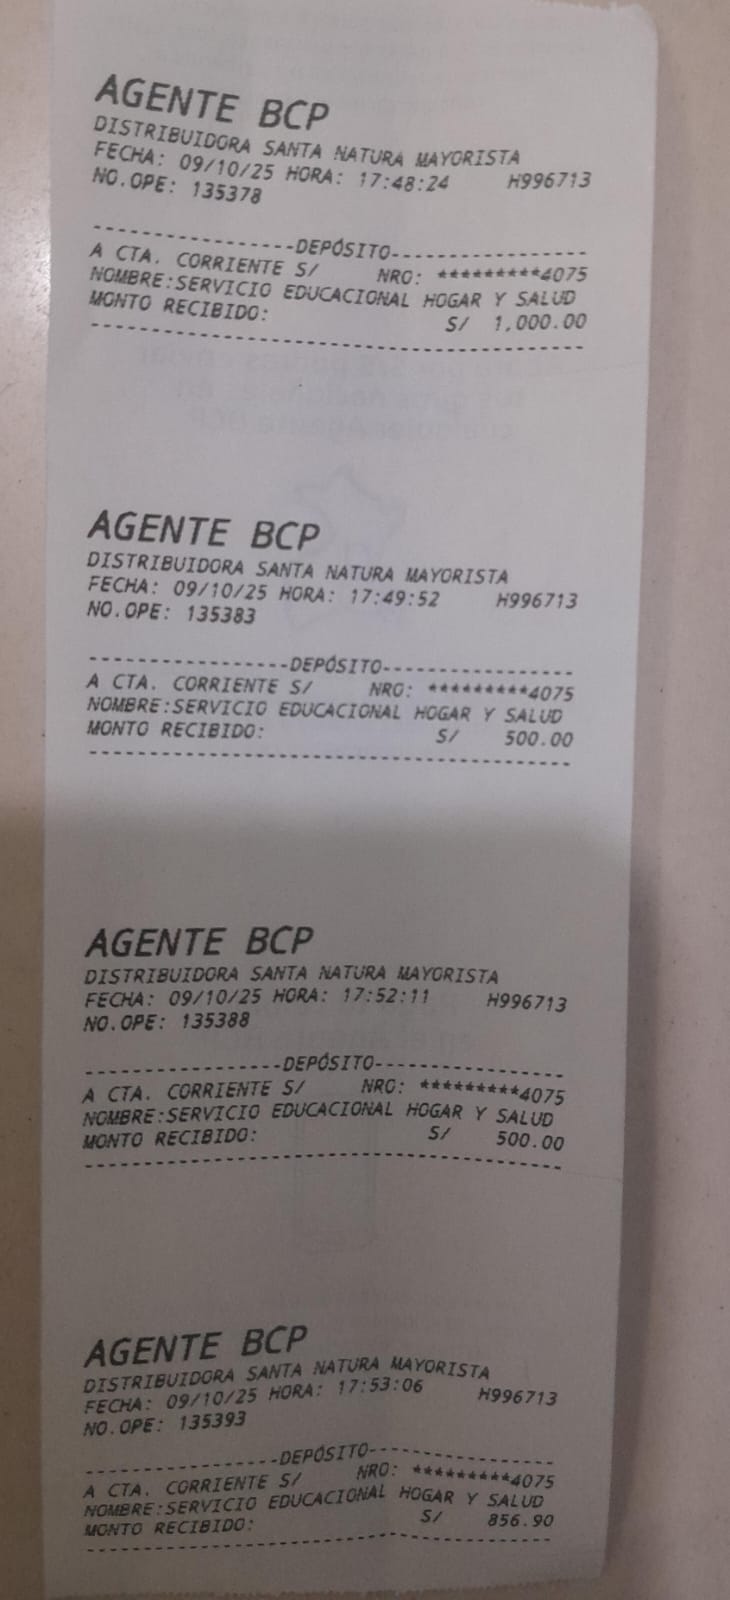 AGENTE BCP
DISTRIBUIDORA SANTA NATURA MAYORISTA
FECHA: 09/10/25 HORA: 17:48:24 H996713
NO.OPE: 135378
-----------------DEPÓSITO-----------------
A CTA. CORRIENTE S/ NRO: *********4075
NOMBRE:SERVICIO EDUCACIONAL HOGAR Y SALUD
MONTO RECIBIDO: S/ 1,000.00
------------------------------------------
AGENTE BCP
DISTRIBUIDORA SANTA NATURA MAYORISTA
FECHA: 09/10/25 HORA: 17:49:52 H996713
NO.OPE: 135383
-----------------DEPÓSITO-----------------
A CTA. CORRIENTE S/ NRO: *********4075
NOMBRE:SERVICIO EDUCACIONAL HOGAR Y SALUD
MONTO RECIBIDO: S/ 500.00
------------------------------------------
AGENTE BCP
DISTRIBUIDORA SANTA NATURA MAYORISTA
FECHA: 09/10/25 HORA: 17:52:11 H996713
NO.OPE: 135388
-----------------DEPÓSITO-----------------
A CTA. CORRIENTE S/ NRO: *********4075
NOMBRE:SERVICIO EDUCACIONAL HOGAR Y SALUD
MONTO RECIBIDO: S/ 500.00
------------------------------------------
AGENTE BCP
DISTRIBUIDORA SANTA NATURA MAYORISTA
FECHA: 09/10/25 HORA: 17:53:06 H996713
NO.OPE: 135393
-----------------DEPÓSITO-----------------
A CTA. CORRIENTE S/ NRO: *********4075
NOMBRE:SERVICIO EDUCACIONAL HOGAR Y SALUD
MONTO RECIBIDO: S/ 856.90
------------------------------------------